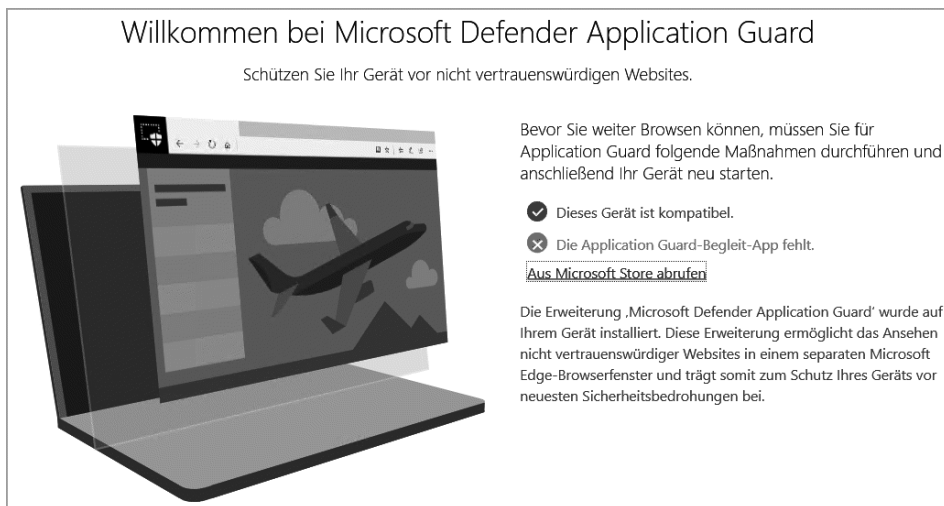 Willkommen bei Microsoft Defender Application Guard
Schützen Sie Ihr Gerät vor nicht vertrauenswürdigen Websites.
Bevor Sie weiter Browsen können, müssen Sie für
Application Guard folgende Maßnahmen durchführen und
anschließend Ihr Gerät neu starten.
Dieses Gerät ist kompatibel.
Die Application Guard-Begleit-App fehlt.
Aus Microsoft Store abrufen
Die Erweiterung ‚Microsoft Defender Application Guard‘ wurde auf
Ihrem Gerät installiert. Diese Erweiterung ermöglicht das Ansehen
nicht vertrauenswürdiger Websites in einem separaten Microsoft
Edge-Browserfenster und trägt somit zum Schutz Ihres Geräts vor
neuesten Sicherheitsbedrohungen bei.